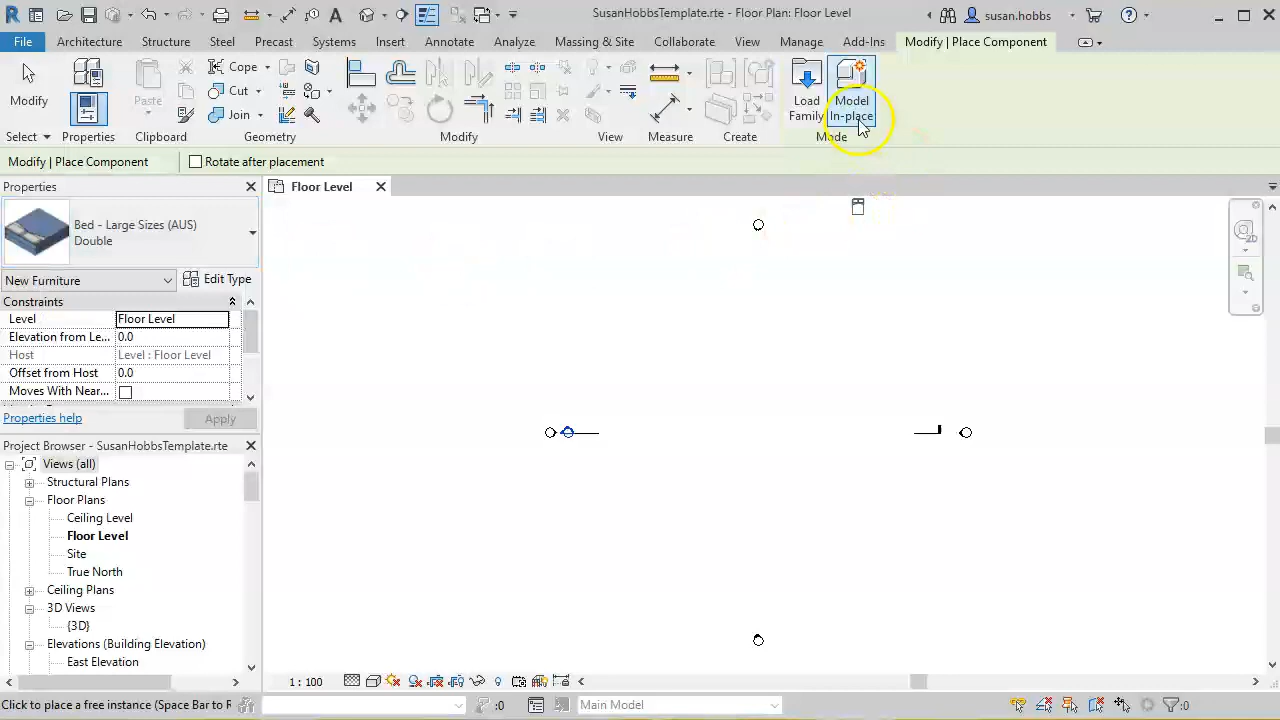 SusanHobbsTemplate.rte - Floor Plan: Floor Level
susan.hobbs
File
Architecture
Structure
Steel
Precast
Systems
Insert
Annotate
Analyze
Massing & Site
Collaborate
View
Manage
Add-Ins
Modify | Place Component
Modify
Paste
Cope
Cut
Join
Load
Family
Model
In-place
Select
Properties
Clipboard
Geometry
Modify
View
Measure
Create
Mode
Modify | Place Component
Rotate after placement
Properties
Floor Level
Bed - Large Sizes (AUS)
Double
2D
New Furniture
Edit Type
Constraints
Level
Floor Level
Elevation from Le...
0.0
Host
Level : Floor Level
Offset from Host
0.0
Moves With Near...
Properties help
Apply
Project Browser - SusanHobbsTemplate.rte
Views (all)
Structural Plans
Floor Plans
Ceiling Level
Floor Level
Site
True North
Ceiling Plans
3D Views
{3D}
Elevations (Building Elevation)
East Elevation
1 : 100
Click to place a free instance (Space Bar to R
:0
Main Model
:0